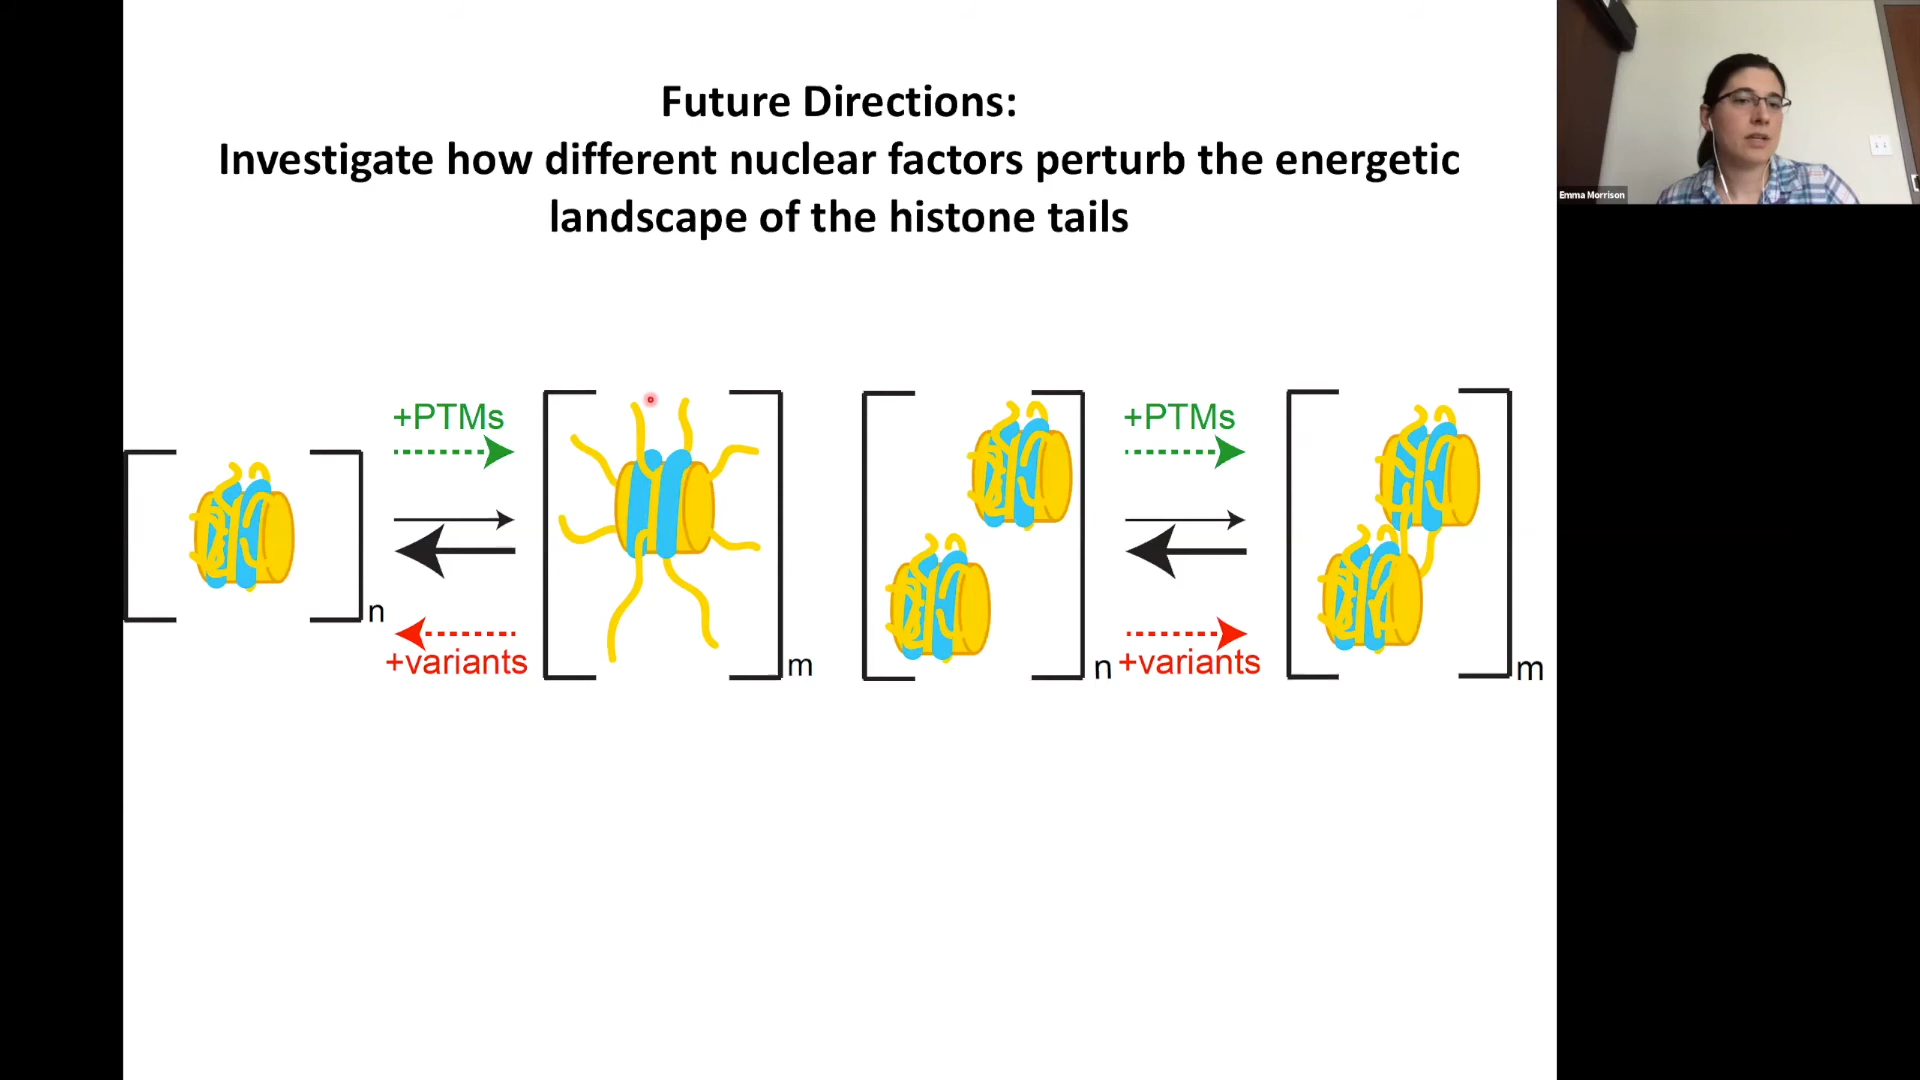 Future Directions:
Investigate how different nuclear factors perturb the energetic
landscape of the histone tails
+PTMs
+variants
n
m
+PTMs
+variants
n
m
Emma Morrison